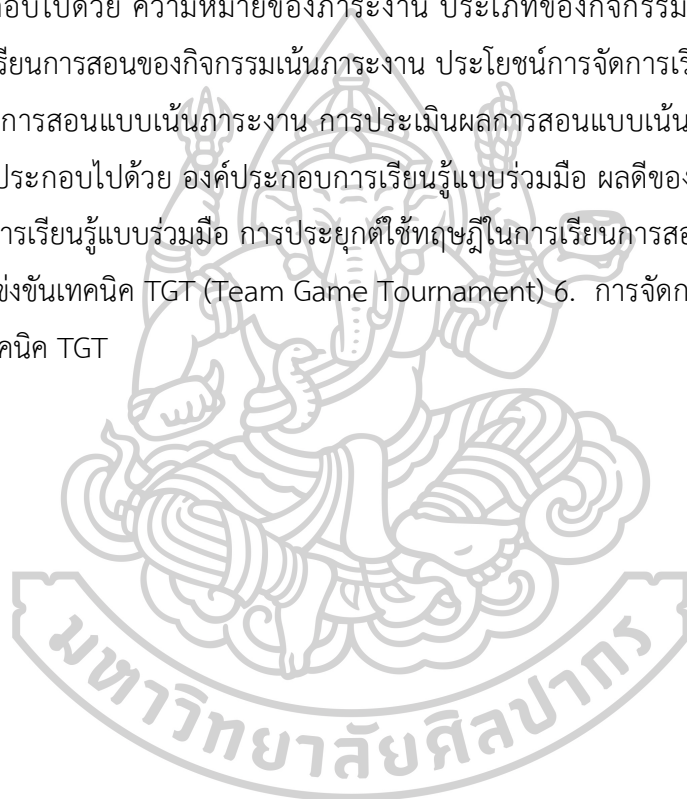 อบไปด้วย ความหมายของภาระงาน ประเภทของกิจกรรม
รียนการสอนของกิจกรรมเน้นภาระงาน ประโยชน์การจัดการเรี
การสอนแบบเน้นภาระงาน การประเมินผลการสอนแบบเน้น
ประกอบไปด้วย องค์ประกอบการเรียนรู้แบบร่วมมือ ผลดีของ
ารเรียนรู้แบบร่วมมือ การประยุกต์ใช้ทฤษฎีในการเรียนการสอ
ข่งขันเทคนิค TGT (Team Game Tournament) 6. การจัดก
คนิค TGT
มหาวิทยาลัยศิลปากร